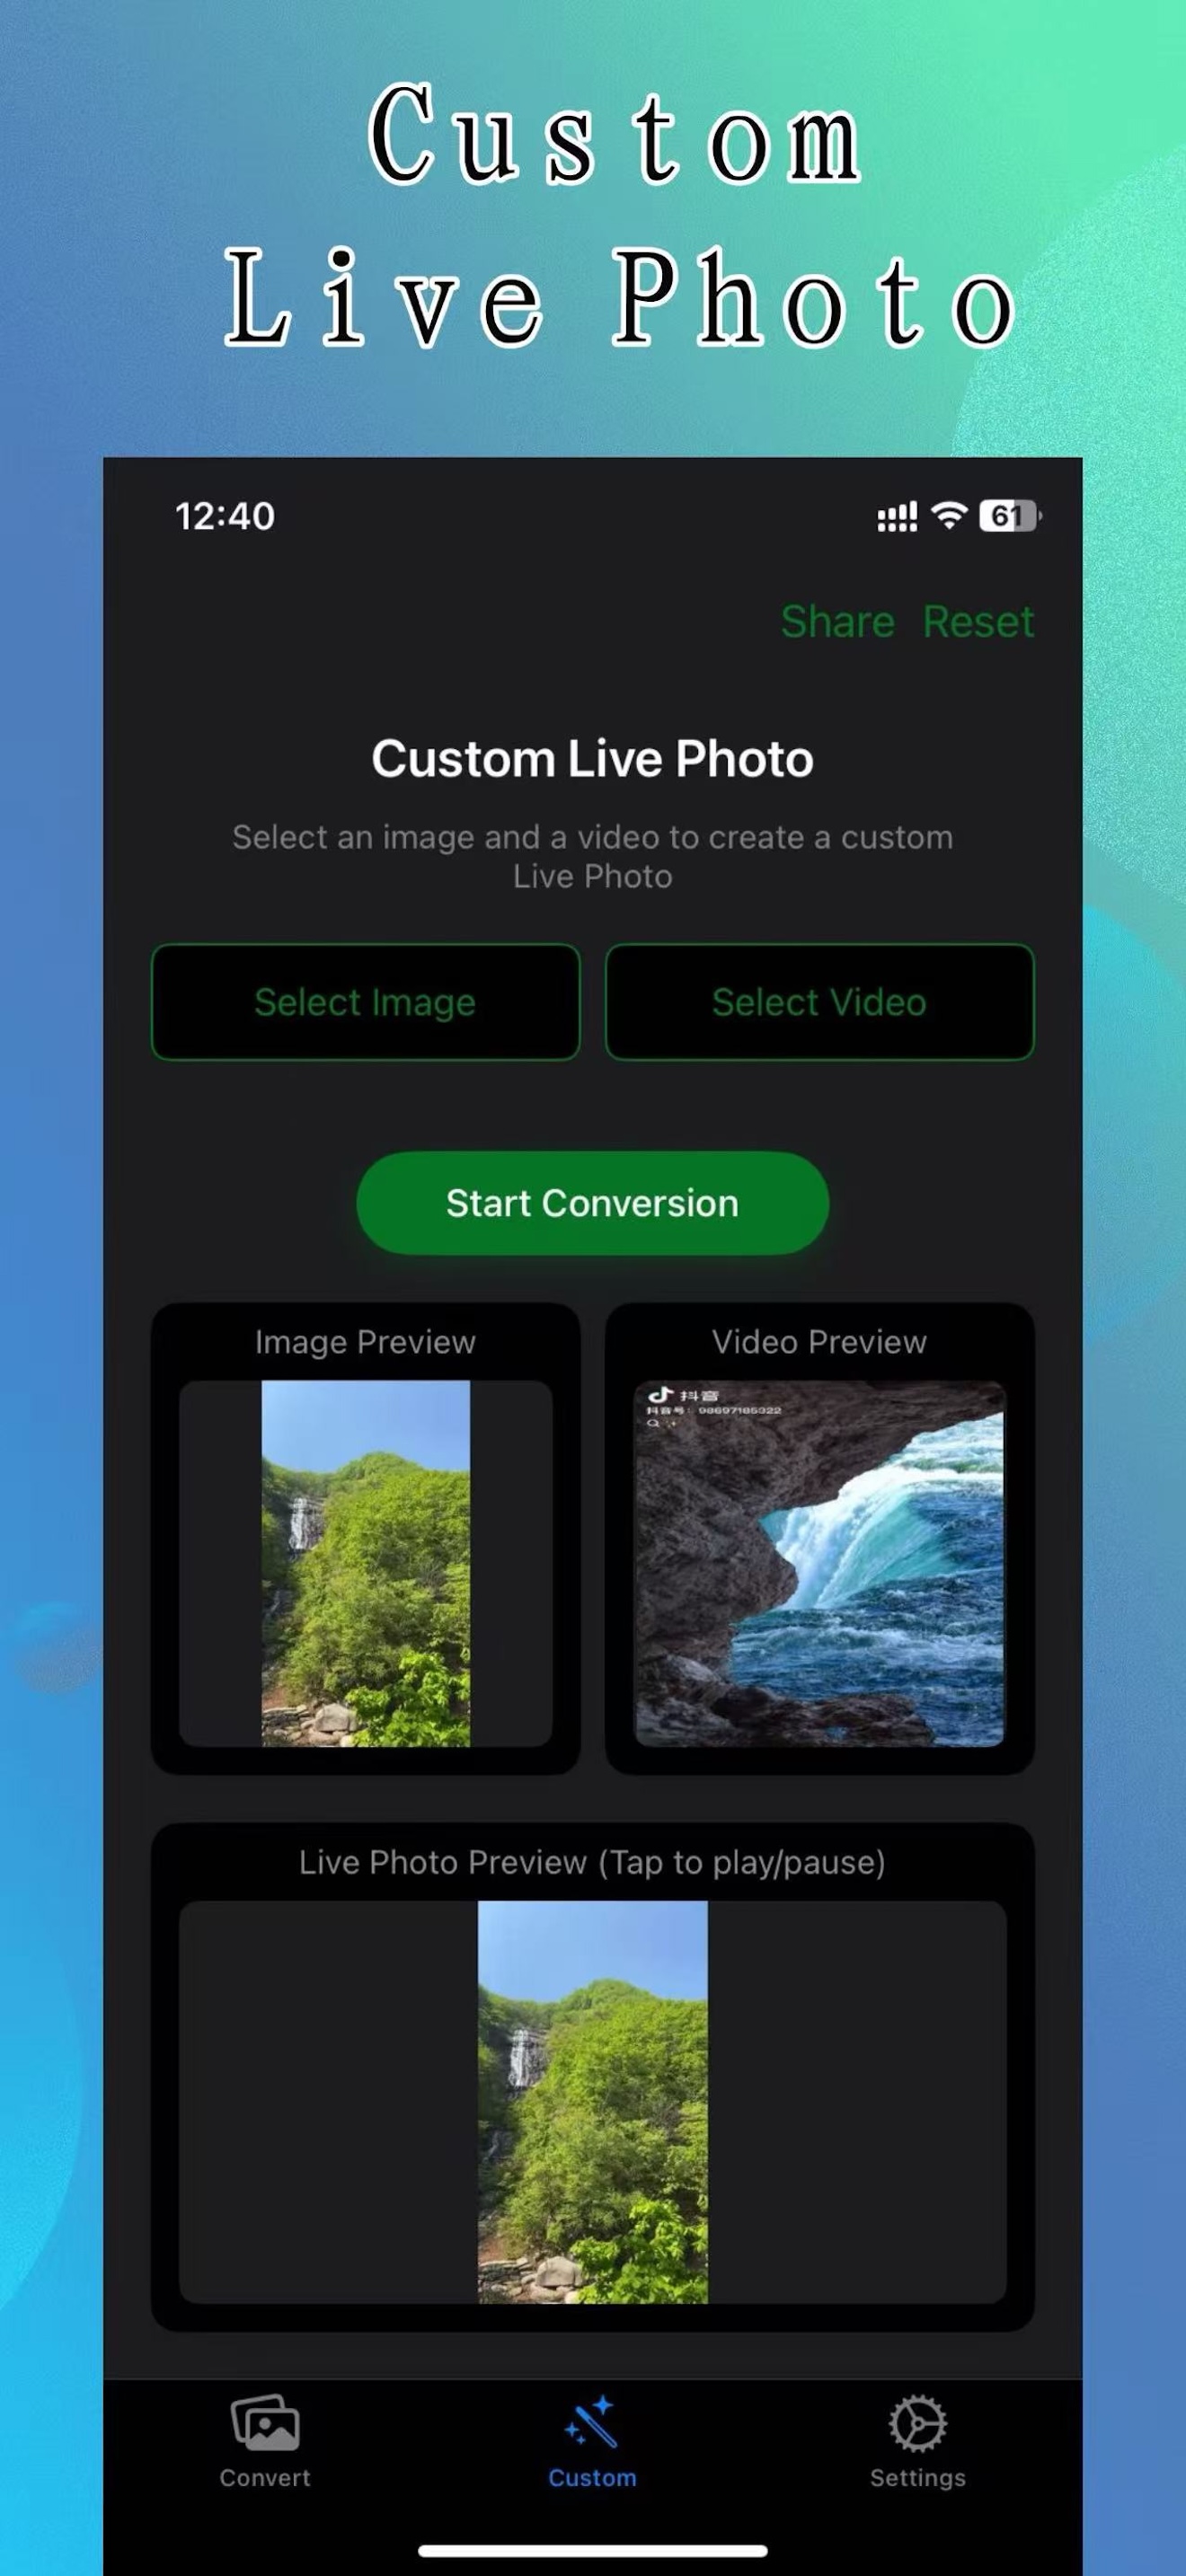 Custom
Live Photo
12:40
61
Share Reset
Custom Live Photo
Select an image and a video to create a custom
Live Photo
Select Image
Select Video
Start Conversion
Image Preview
Video Preview
抖音
抖音号: 98697185322
Live Photo Preview (Tap to play/pause)
Convert
Custom
Settings